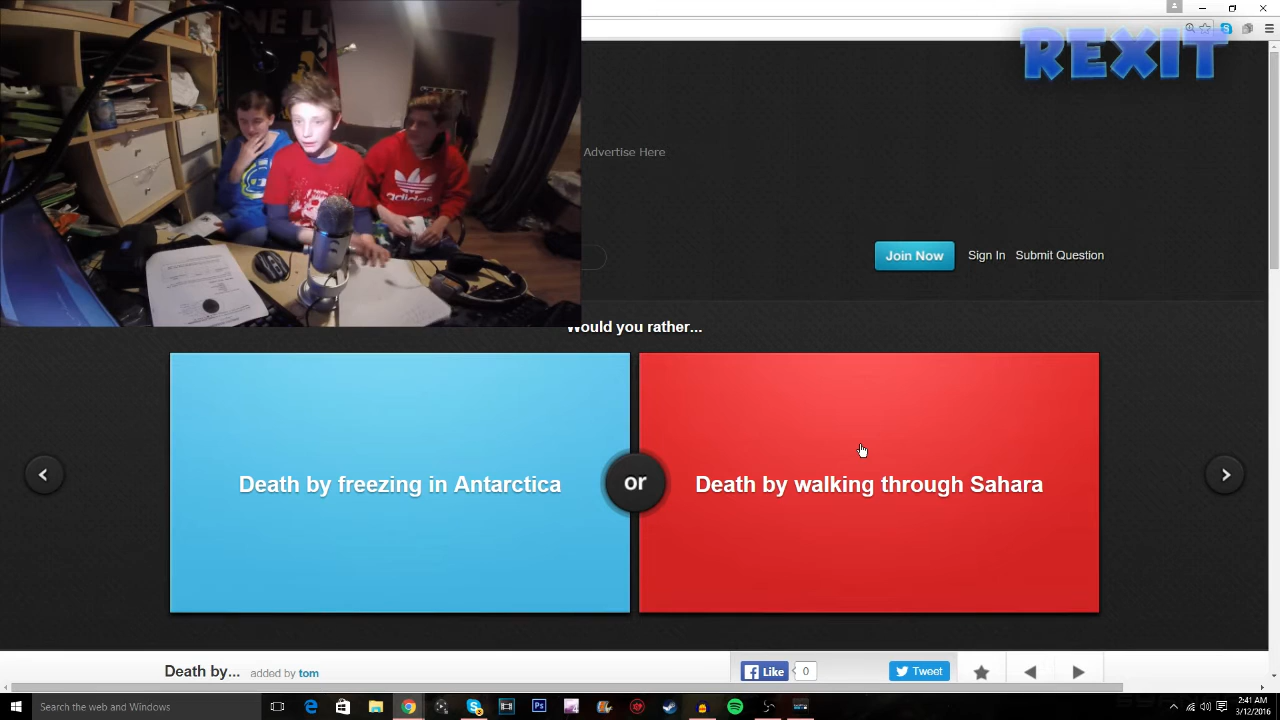 REXIT
Advertise Here
Join Now
Sign In
Submit Question
Would you rather...
Death by freezing in Antarctica
or
Death by walking through Sahara
Death by...
added by tom
Like
0
Tweet
Search the web and Windows
2:41 AM
3/12/2016
adidas